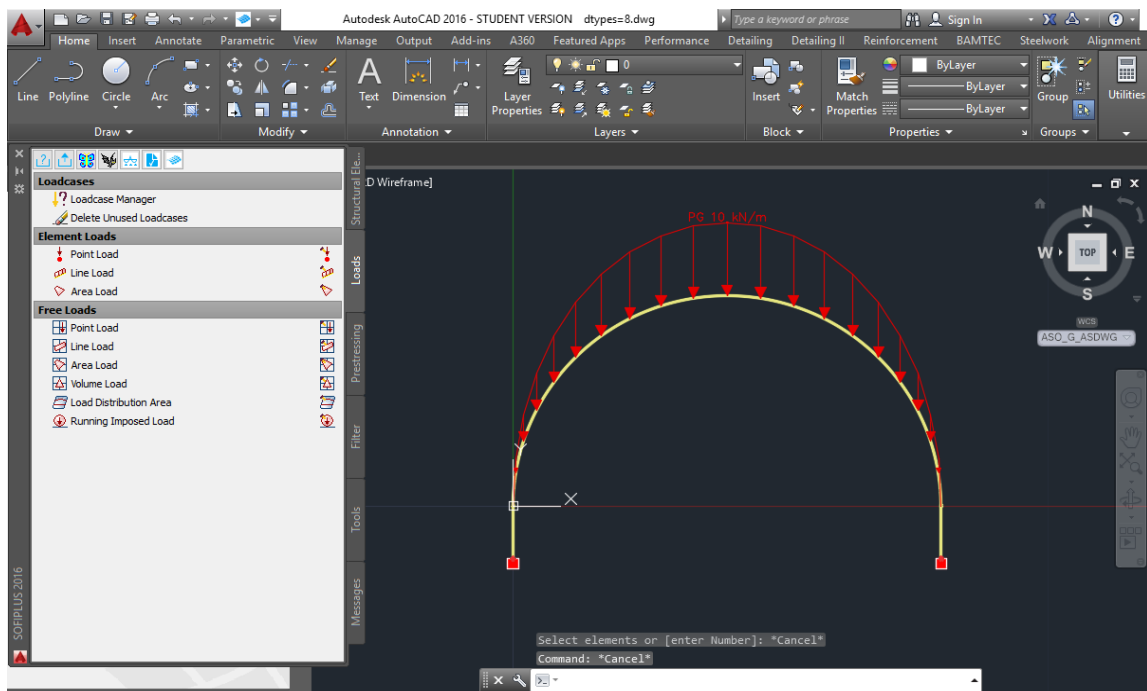 Autodesk AutoCAD 2016 - STUDENT VERSION dtypes=8.dwg
Type a keyword or phrase
Sign In
Home Insert Annotate Parametric View Manage Output Add-ins A360 Featured Apps Performance Detailing Detailing II Reinforcement BAMTEC Steelwork Alignment
Line Polyline Circle Arc
Draw
Modify
A
Text Dimension
Annotation
Layer
Properties
0
Layers
Insert
Block
Match
Properties
ByLayer
ByLayer
ByLayer
Properties
Group
Groups
Utilities
Loadcases
Loadcase Manager
Delete Unused Loadcases
Element Loads
Point Load
Line Load
Area Load
Free Loads
Point Load
Line Load
Area Load
Volume Load
Load Distribution Area
Running Imposed Load
Structural Ele...
Loads
Prestressing
Filter
Tools
Messages
SOFIPLUS 2016
D Wireframe]
PG 10 kN/m
Y
X
N
W
TOP
E
S
WCS
ASO_G_ASDWG
Select elements or [enter Number]: *Cancel*
Command: *Cancel*